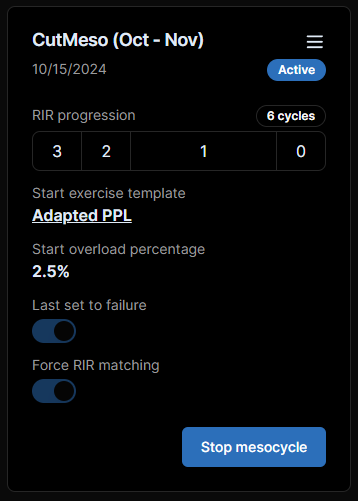 CutMeso (Oct - Nov)
10/15/2024
Active
RIR progression
6 cycles
3 2 1 0
Start exercise template
Adapted PPL
Start overload percentage
2.5%
Last set to failure
Force RIR matching
Stop mesocycle